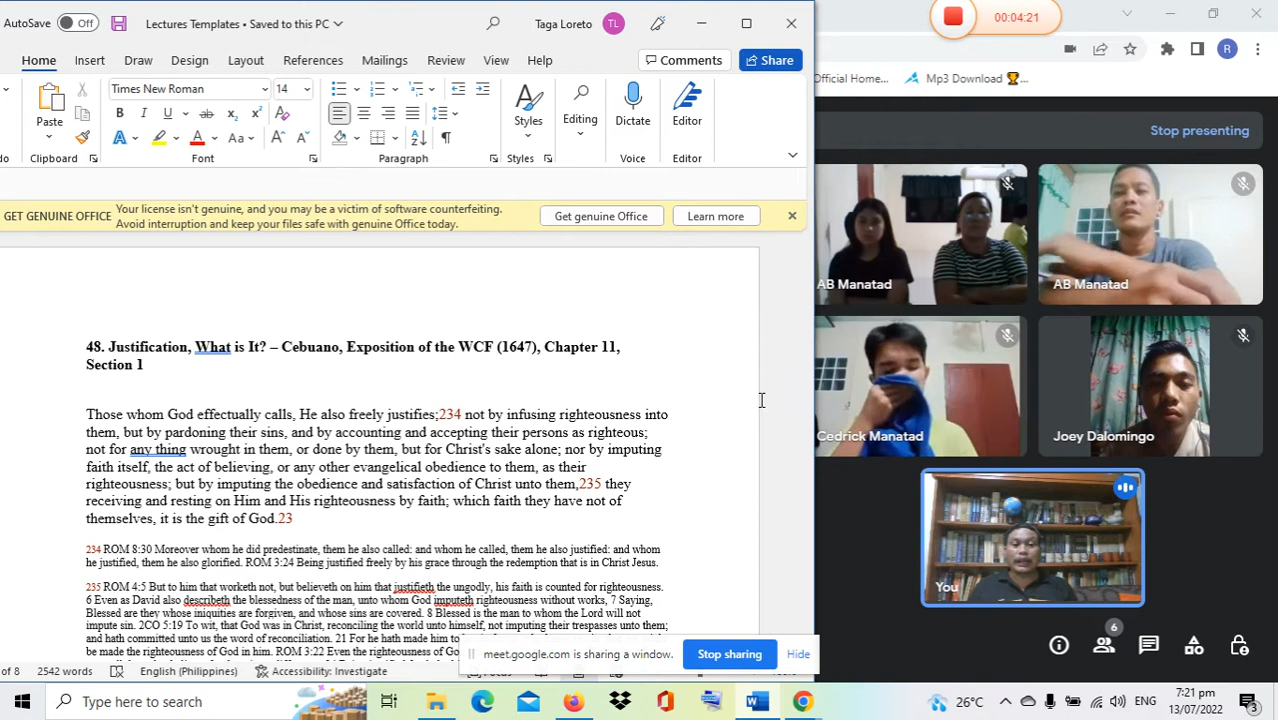 AutoSave Off Lectures Templates • Saved to this PC Taga Loreto TL
Home Insert Draw Design Layout References Mailings Review View Help Comments Share
Times New Roman 14
Paste Styles Editing Dictate Editor
Clipboard Font Paragraph Styles Voice Editor
GET GENUINE OFFICE Your license isn't genuine, and you may be a victim of software counterfeiting.
Avoid interruption and keep your files safe with genuine Office today.
Get genuine Office Learn more
48. Justification, What is It? – Cebuano, Exposition of the WCF (1647), Chapter 11,
Section 1
Those whom God effectually calls, He also freely justifies;234 not by infusing righteousness into
them, but by pardoning their sins, and by accounting and accepting their persons as righteous;
not for any thing wrought in them, or done by them, but for Christ's sake alone; nor by imputing
faith itself, the act of believing, or any other evangelical obedience to them, as their
righteousness; but by imputing the obedience and satisfaction of Christ unto them,235 they
receiving and resting on Him and His righteousness by faith; which faith they have not of
themselves, it is the gift of God.23
234 ROM 8:30 Moreover whom he did predestinate, them he also called: and whom he called, them he also justified: and whom
he justified, them he also glorified. ROM 3:24 Being justified freely by his grace through the redemption that is in Christ Jesus.
235 ROM 4:5 But to him that worketh not, but believeth on him that justifieth the ungodly, his faith is counted for righteousness.
6 Even as David also describeth the blessedness of the man, unto whom God imputeth righteousness without works, 7 Saying,
Blessed are they whose iniquities are forgiven, and whose sins are covered. 8 Blessed is the man to whom the Lord will not
impute sin. 2CO 5:19 To wit, that God was in Christ, reconciling the world unto himself, not imputing their trespasses unto them;
and hath committed unto us the word of reconciliation. 21 For he hath made him to
be made the righteousness of God in him. ROM 3:22 Even the righteousness of Go
of 8 2542 words English (Philippines) Accessibility: Investigate Focus
meet.google.com is sharing a window. Stop sharing Hide
00:04:21
R
Official Home... Mp3 Download
Stop presenting
AB Manatad
AB Manatad
Cedrick Manatad
Joey Dalomingo
You
6
Type here to search
26°C ENG 7:21 pm
13/07/2022 3